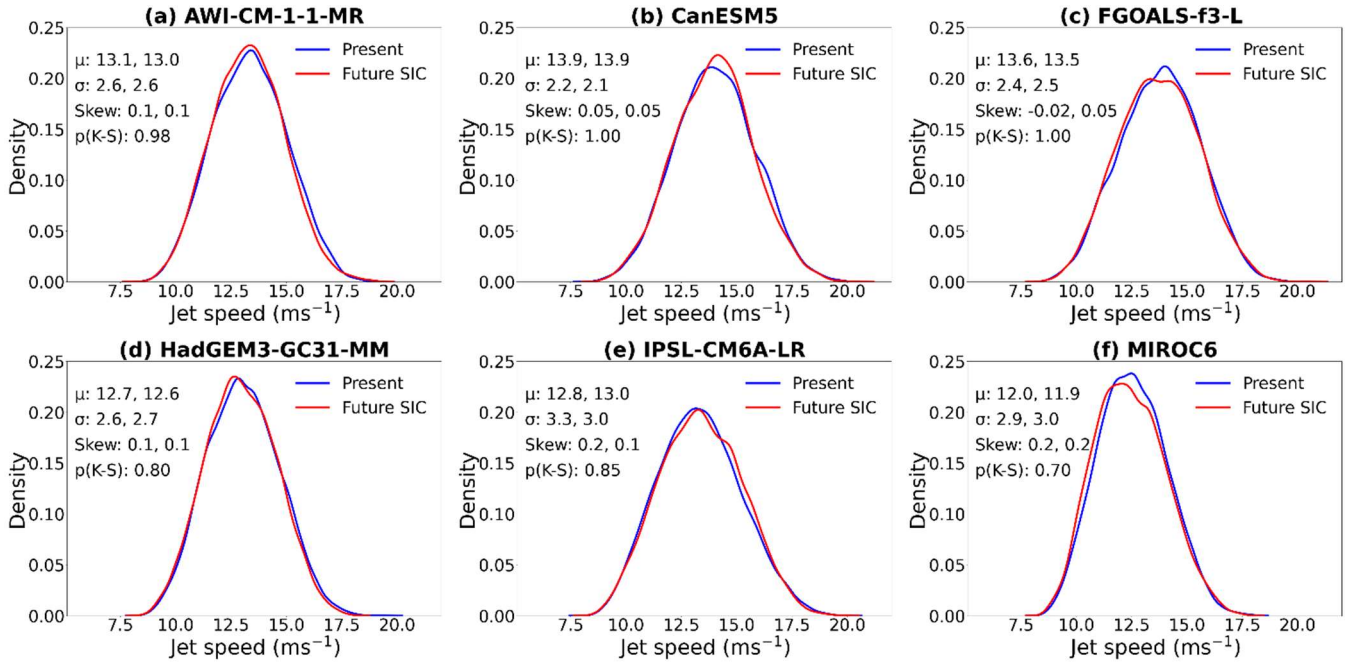 (a) AWI-CM-1-1-MR
0.25
0.20
0.15
0.10
0.05
0.00
Density
μ: 13.1, 13.0
σ: 2.6, 2.6
Skew: 0.1, 0.1
p(K-S): 0.98
Present
Future SIC
7.5 10.0 12.5 15.0 17.5 20.0
Jet speed (ms⁻¹)
(b) CanESM5
0.25
0.20
0.15
0.10
0.05
0.00
Density
μ: 13.9, 13.9
σ: 2.2, 2.1
Skew: 0.05, 0.05
p(K-S): 1.00
Present
Future SIC
7.5 10.0 12.5 15.0 17.5 20.0
Jet speed (ms⁻¹)
(c) FGOALS-f3-L
0.25
0.20
0.15
0.10
0.05
0.00
Density
μ: 13.6, 13.5
σ: 2.4, 2.5
Skew: -0.02, 0.05
p(K-S): 1.00
Present
Future SIC
7.5 10.0 12.5 15.0 17.5 20.0
Jet speed (ms⁻¹)
(d) HadGEM3-GC31-MM
0.25
0.20
0.15
0.10
0.05
0.00
Density
μ: 12.7, 12.6
σ: 2.6, 2.7
Skew: 0.1, 0.1
p(K-S): 0.80
Present
Future SIC
7.5 10.0 12.5 15.0 17.5 20.0
Jet speed (ms⁻¹)
(e) IPSL-CM6A-LR
0.25
0.20
0.15
0.10
0.05
0.00
Density
μ: 12.8, 13.0
σ: 3.3, 3.0
Skew: 0.2, 0.1
p(K-S): 0.85
Present
Future SIC
7.5 10.0 12.5 15.0 17.5 20.0
Jet speed (ms⁻¹)
(f) MIROC6
0.25
0.20
0.15
0.10
0.05
0.00
Density
μ: 12.0, 11.9
σ: 2.9, 3.0
Skew: 0.2, 0.2
p(K-S): 0.70
Present
Future SIC
7.5 10.0 12.5 15.0 17.5 20.0
Jet speed (ms⁻¹)